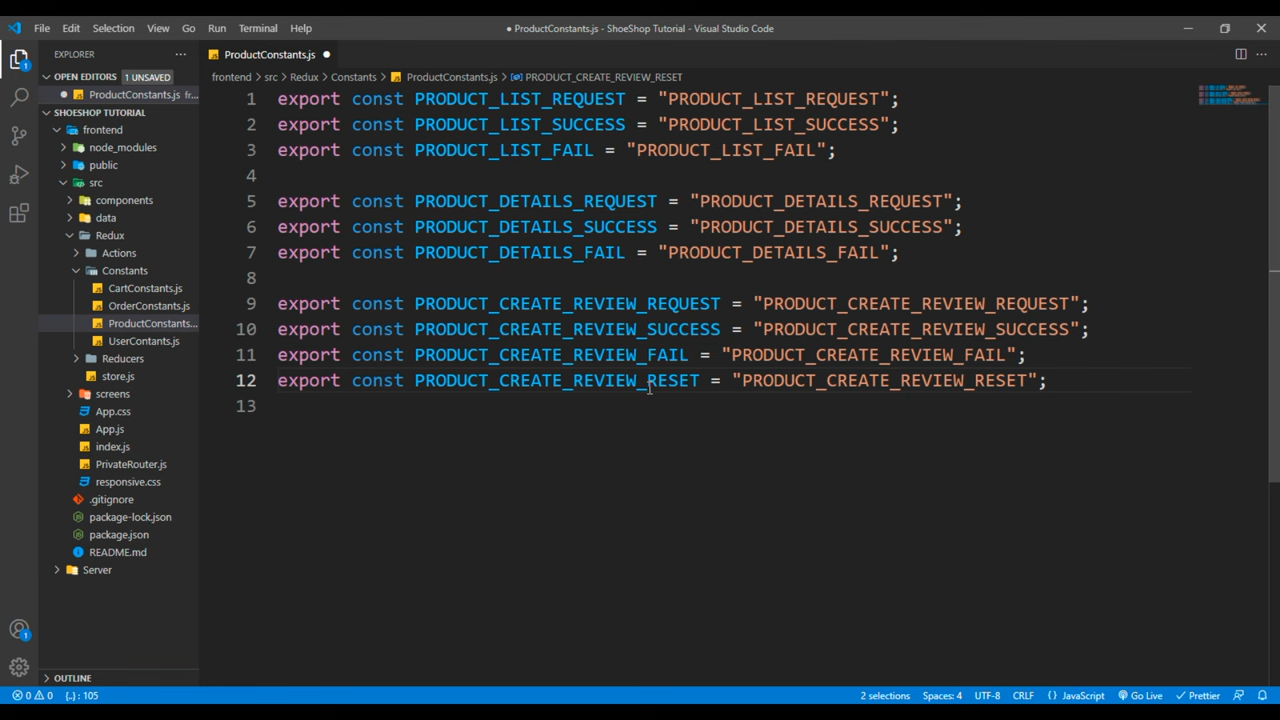 File Edit Selection View Go Run Terminal Help
● ProductConstants.js - ShoeShop Tutorial - Visual Studio Code
EXPLORER
OPEN EDITORS 1 UNSAVED
ProductConstants.js fr...
SHOESHOP TUTORIAL
frontend
node_modules
public
src
components
data
Redux
Actions
Constants
CartConstants.js
OrderConstants.js
ProductConstants...
UserContants.js
Reducers
store.js
screens
App.css
App.js
index.js
PrivateRouter.js
responsive.css
.gitignore
package-lock.json
package.json
README.md
Server
OUTLINE
ProductConstants.js
frontend > src > Redux > Constants > ProductConstants.js > PRODUCT_CREATE_REVIEW_RESET
1 export const PRODUCT_LIST_REQUEST = "PRODUCT_LIST_REQUEST";
2 export const PRODUCT_LIST_SUCCESS = "PRODUCT_LIST_SUCCESS";
3 export const PRODUCT_LIST_FAIL = "PRODUCT_LIST_FAIL";
4
5 export const PRODUCT_DETAILS_REQUEST = "PRODUCT_DETAILS_REQUEST";
6 export const PRODUCT_DETAILS_SUCCESS = "PRODUCT_DETAILS_SUCCESS";
7 export const PRODUCT_DETAILS_FAIL = "PRODUCT_DETAILS_FAIL";
8
9 export const PRODUCT_CREATE_REVIEW_REQUEST = "PRODUCT_CREATE_REVIEW_REQUEST";
10 export const PRODUCT_CREATE_REVIEW_SUCCESS = "PRODUCT_CREATE_REVIEW_SUCCESS";
11 export const PRODUCT_CREATE_REVIEW_FAIL = "PRODUCT_CREATE_REVIEW_FAIL";
12 export const PRODUCT_CREATE_REVIEW_RESET = "PRODUCT_CREATE_REVIEW_RESET";
13
0 0 {..} : 105 2 selections Spaces: 4 UTF-8 CRLF {} JavaScript Go Live Prettier